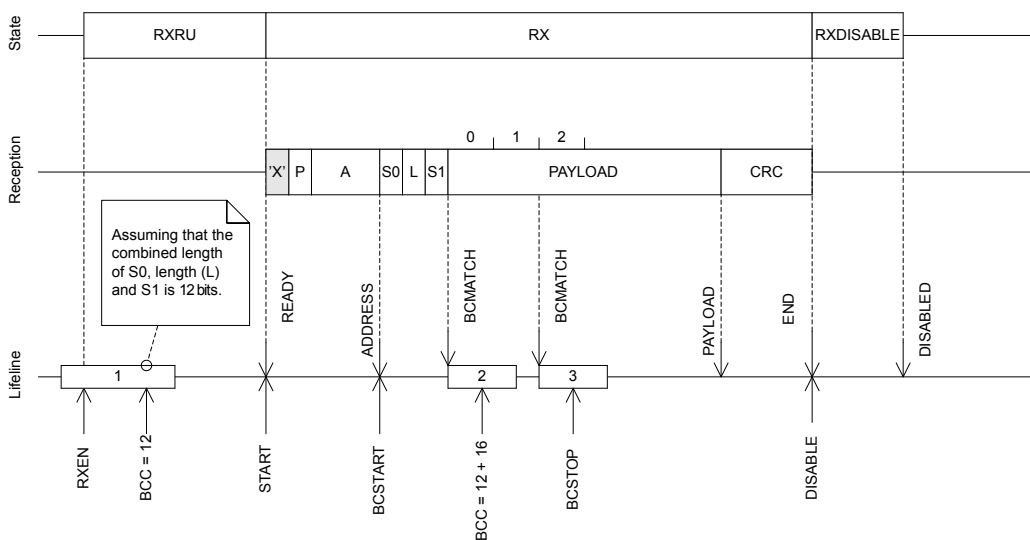 State
RXRU
RX
RXDISABLE
Reception
0 1 2
'X' P A S0 L S1 PAYLOAD CRC
Assuming that the
combined length
of S0, length (L)
and S1 is 12 bits.
READY
ADDRESS
BCMATCH
BCMATCH
PAYLOAD
END
DISABLED
Lifeline
1
2
3
RXEN
BCC = 12
START
BCSTART
BCC = 12 + 16
BCSTOP
DISABLE